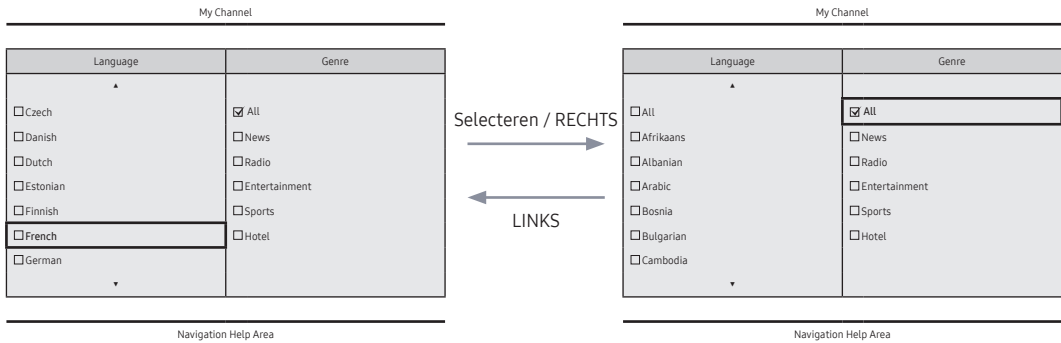 My Channel
Language
Genre
▲
Czech
All
Danish
News
Dutch
Radio
Estonian
Entertainment
Finnish
Sports
French
Hotel
German
▼
Navigation Help Area
Selecteren / RECHTS
LINKS
My Channel
Language
Genre
▲
All
All
Afrikaans
News
Albanian
Radio
Arabic
Entertainment
Bosnia
Sports
Bulgarian
Hotel
Cambodia
▼
Navigation Help Area